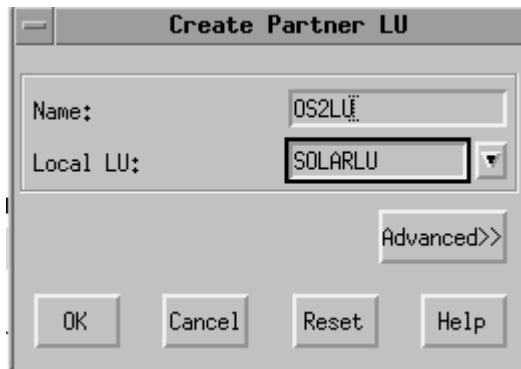 Create Partner LU
Name: OS2LU
Local LU: SOLARLU
Advanced>>
OK Cancel Reset Help